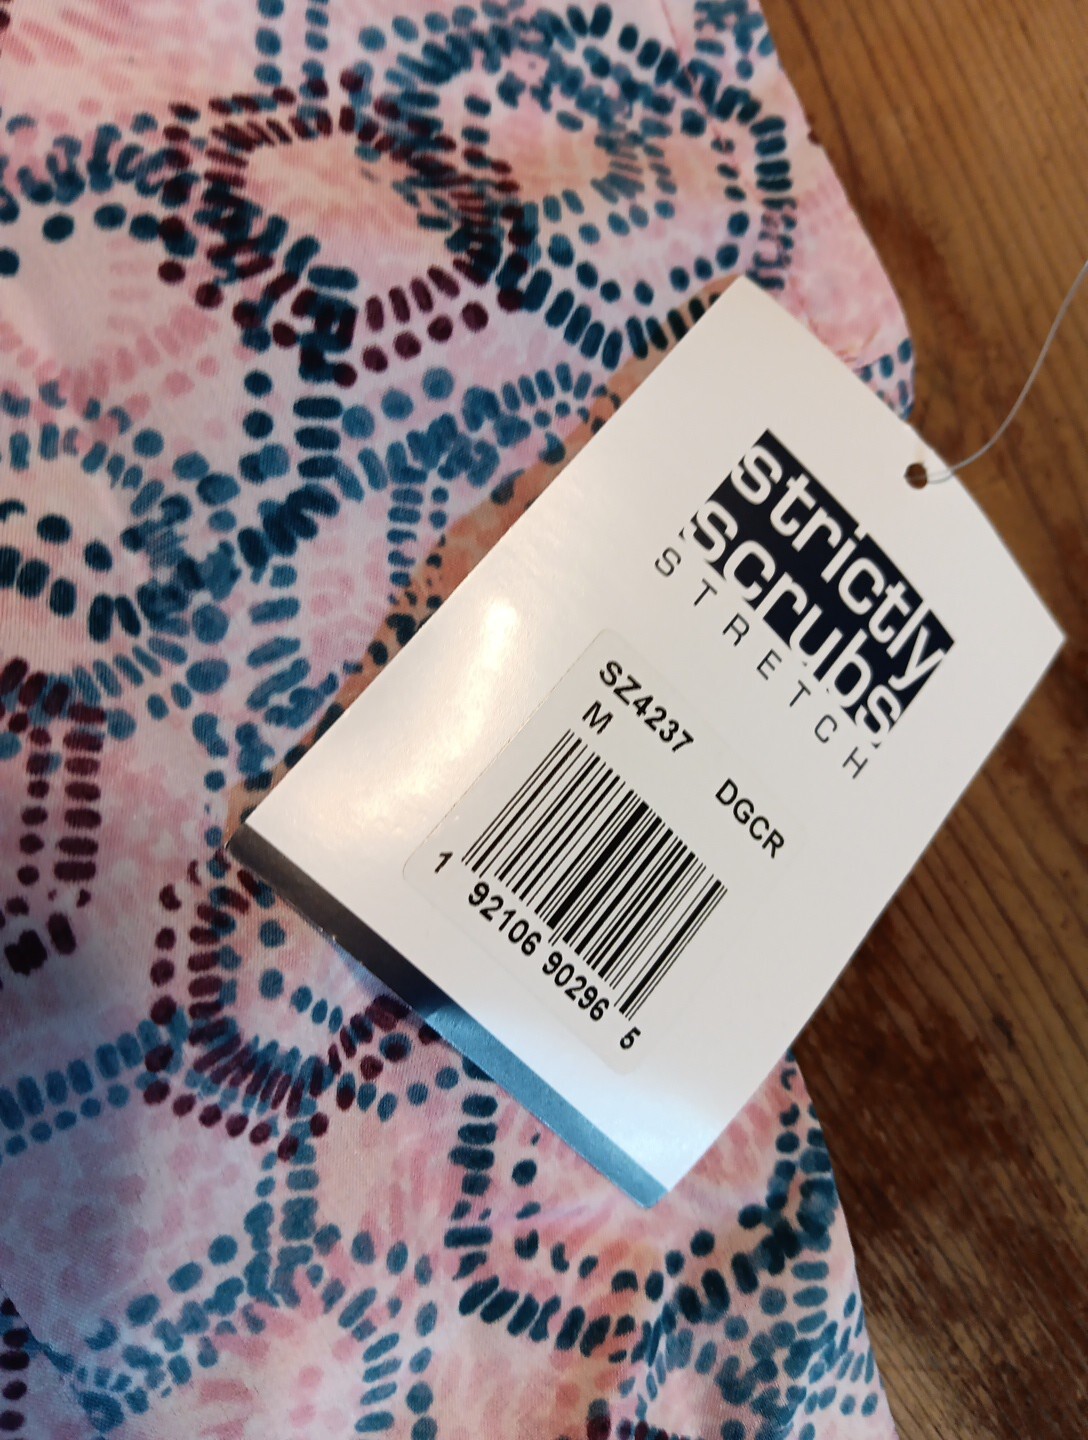 strictly
scrubs
STRETCH
SZ4237 DGCR
M
1 92106 90296 5